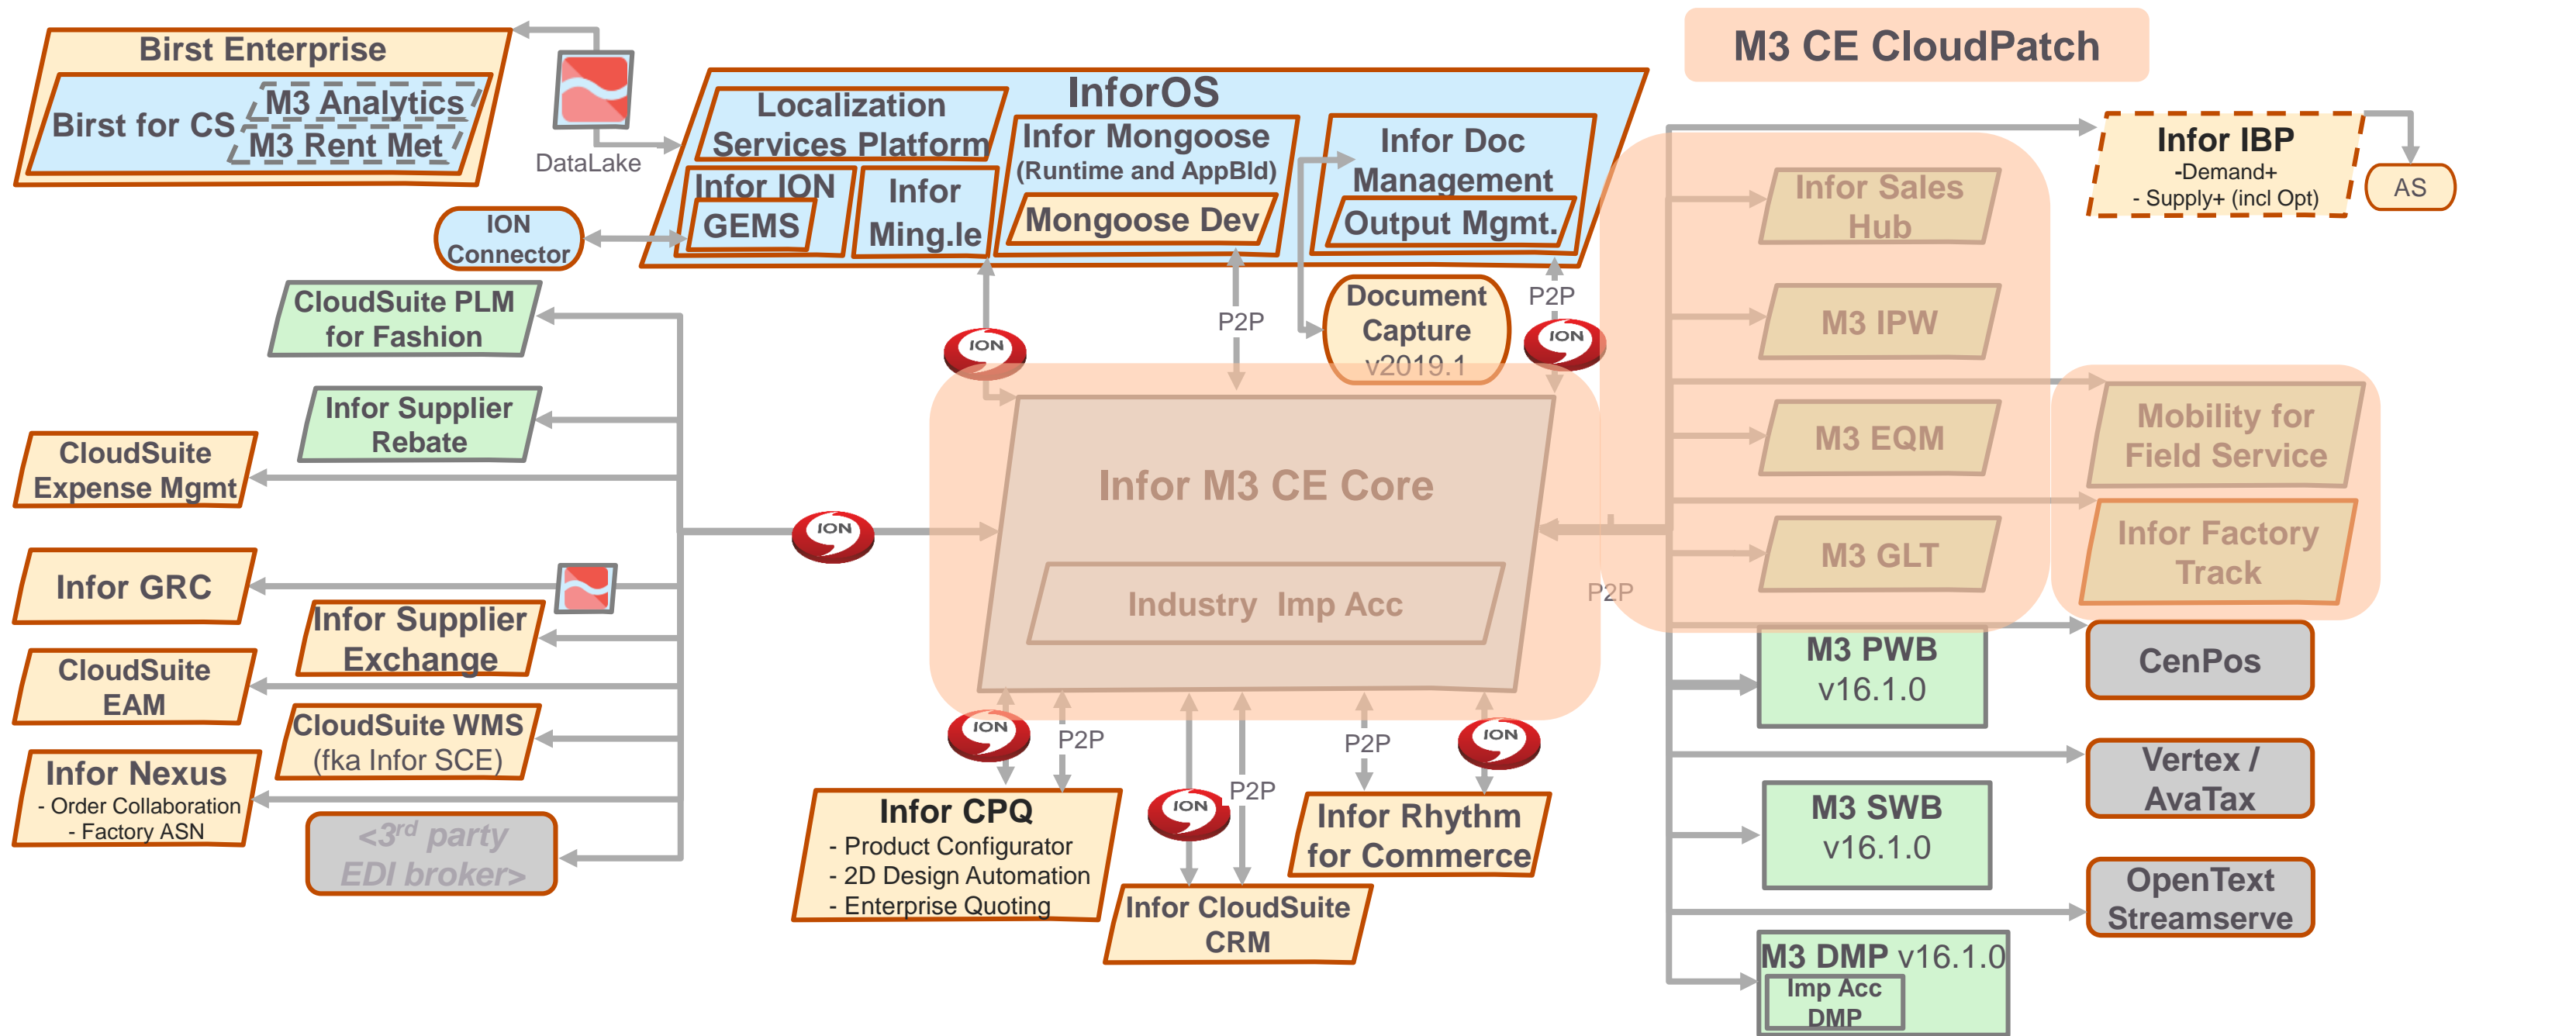 M3 CE CloudPatch
Birst Enterprise
Birst for CS
M3 Analytics
M3 Rent Met
DataLake
InforOS
Localization
Services Platform
Infor ION
GEMS
Infor
Ming.le
Infor Mongoose
(Runtime and AppBld)
Mongoose Dev
Infor Doc
Management
Output Mgmt.
ION
Connector
Infor IBP
-Demand+
- Supply+ (incl Opt)
AS
Infor Sales
Hub
CloudSuite PLM
for Fashion
ION
P2P
Document
Capture
v2019.1
P2P
ION
M3 IPW
Infor Supplier
Rebate
CloudSuite
Expense Mgmt
Infor M3 CE Core
Industry Imp Acc
M3 EQM
Mobility for
Field Service
ION
M3 GLT
Infor Factory
Track
P2P
Infor GRC
Infor Supplier
Exchange
CloudSuite
EAM
CloudSuite WMS
(fka Infor SCE)
Infor Nexus
- Order Collaboration
- Factory ASN
<3rd party
EDI broker>
ION
P2P
ION
P2P
P2P
ION
Infor CPQ
- Product Configurator
- 2D Design Automation
- Enterprise Quoting
Infor CloudSuite
CRM
Infor Rhythm
for Commerce
M3 PWB
v16.1.0
CenPos
Vertex /
AvaTax
M3 SWB
v16.1.0
OpenText
Streamserve
M3 DMP v16.1.0
Imp Acc
DMP